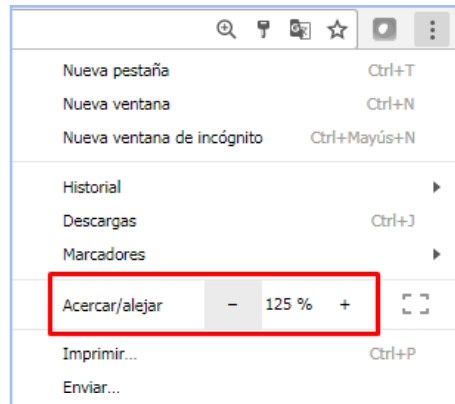 Nueva pestaña Ctrl+T
Nueva ventana Ctrl+N
Nueva ventana de incógnito Ctrl+Mayús+N
Historial
Descargas Ctrl+J
Marcadores
Acercar/alejar − 125 % +
Imprimir... Ctrl+P
Enviar...